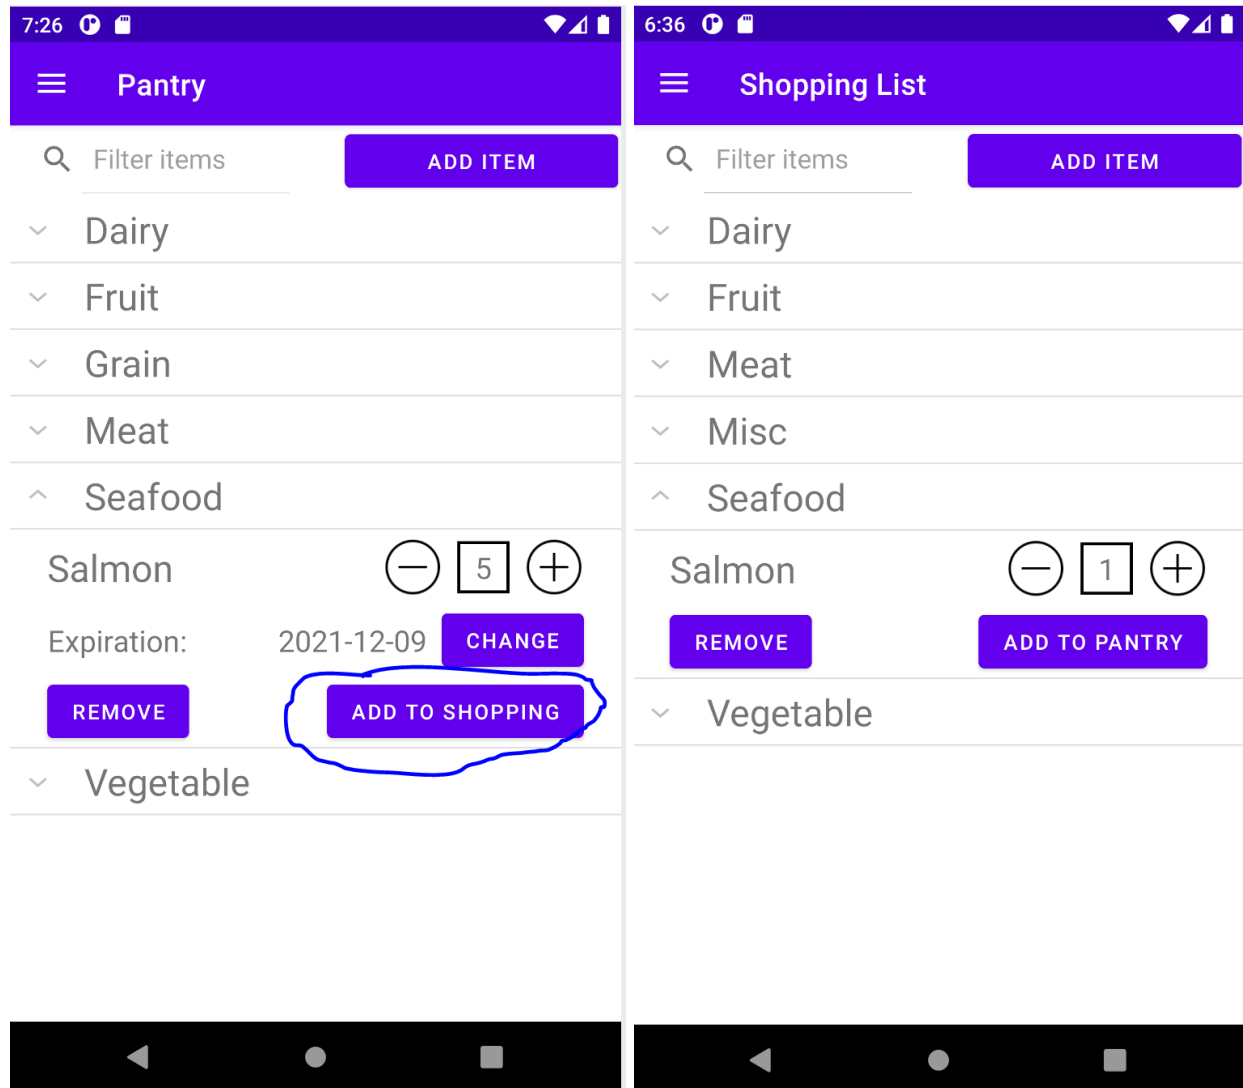 7:26
Pantry
Filter items
ADD ITEM
Dairy
Fruit
Grain
Meat
Seafood
Salmon
5
Expiration: 2021-12-09 CHANGE
REMOVE ADD TO SHOPPING
Vegetable
6:36
Shopping List
Filter items
ADD ITEM
Dairy
Fruit
Meat
Misc
Seafood
Salmon
1
REMOVE ADD TO PANTRY
Vegetable